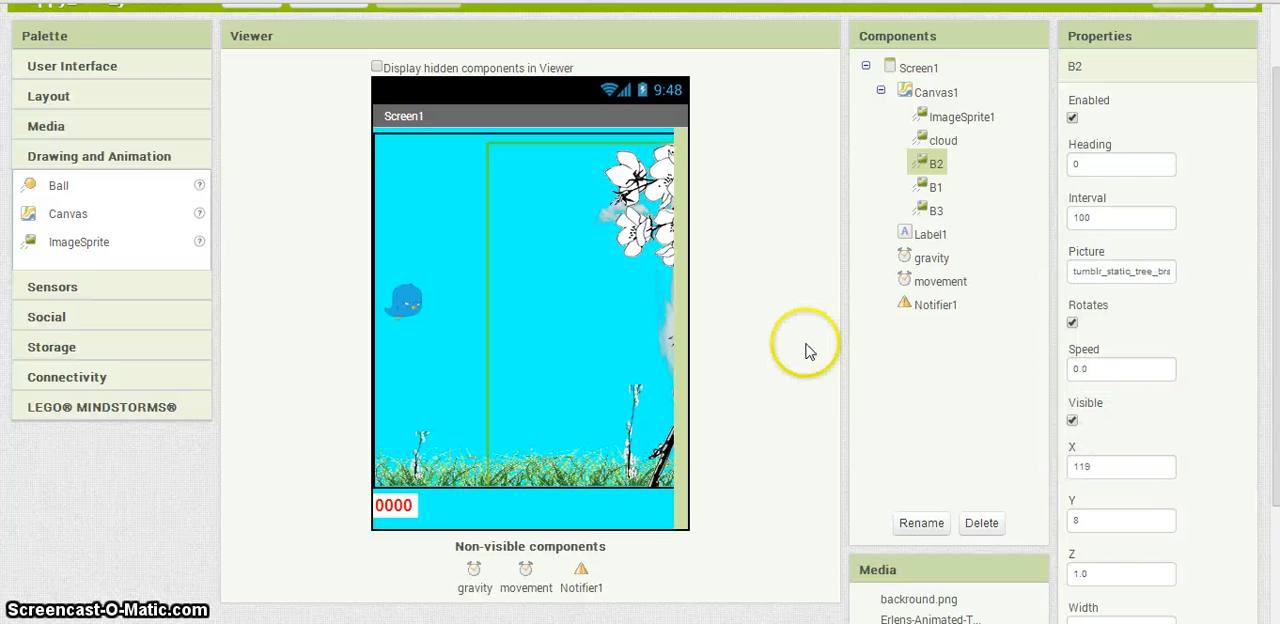 Palette
User Interface
Layout
Media
Drawing and Animation
Ball ?
Canvas ?
ImageSprite ?
Sensors
Social
Storage
Connectivity
LEGO® MINDSTORMS®
Viewer
Display hidden components in Viewer
9:48
Screen1
0000
Non-visible components
gravity movement Notifier1
Components
Screen1
Canvas1
ImageSprite1
cloud
B2
B1
B3
Label1
gravity
movement
Notifier1
Rename Delete
Media
backround.png
Erlens-Animated-T...
Properties
B2
Enabled
Heading
0
Interval
100
Picture
tumblr_static_tree_bra
Rotates
Speed
0.0
Visible
X
119
Y
8
Z
1.0
Width
Screencast-O-Matic.com